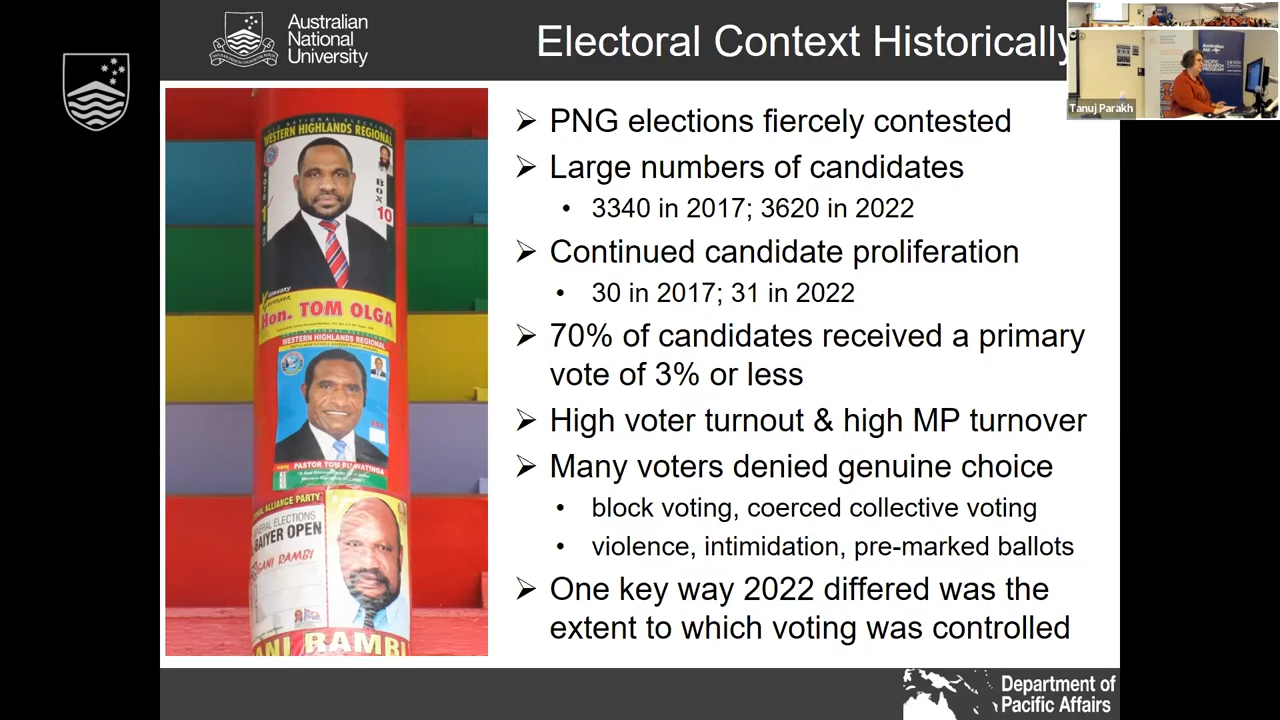 Australian
National
University
Electoral Context Historically
Tanuj Parakh
WESTERN HIGHLANDS REGIONAL
BOX
10
Hon. TOM OLGA
WESTERN HIGHLANDS REGIONAL
PASTOR TOM
ALLIANCE PARTY
GENERAL ELECTIONS
BAIYER OPEN
RAMBI
ANI RAMBI
➢ PNG elections fiercely contested
➢ Large numbers of candidates
• 3340 in 2017; 3620 in 2022
➢ Continued candidate proliferation
• 30 in 2017; 31 in 2022
➢ 70% of candidates received a primary
vote of 3% or less
➢ High voter turnout & high MP turnover
➢ Many voters denied genuine choice
• block voting, coerced collective voting
• violence, intimidation, pre-marked ballots
➢ One key way 2022 differed was the
extent to which voting was controlled
Department of
Pacific Affairs